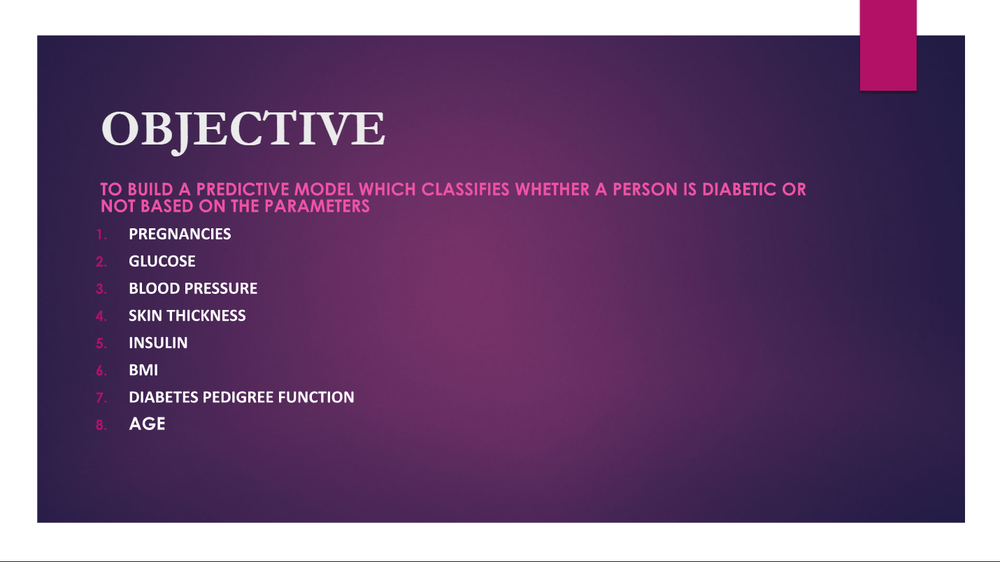 OBJECTIVE
TO BUILD A PREDICTIVE MODEL WHICH CLASSIFIES WHETHER A PERSON IS DIABETIC OR
NOT BASED ON THE PARAMETERS
1. PREGNANCIES
2. GLUCOSE
3. BLOOD PRESSURE
4. SKIN THICKNESS
5. INSULIN
6. BMI
7. DIABETES PEDIGREE FUNCTION
8. AGE